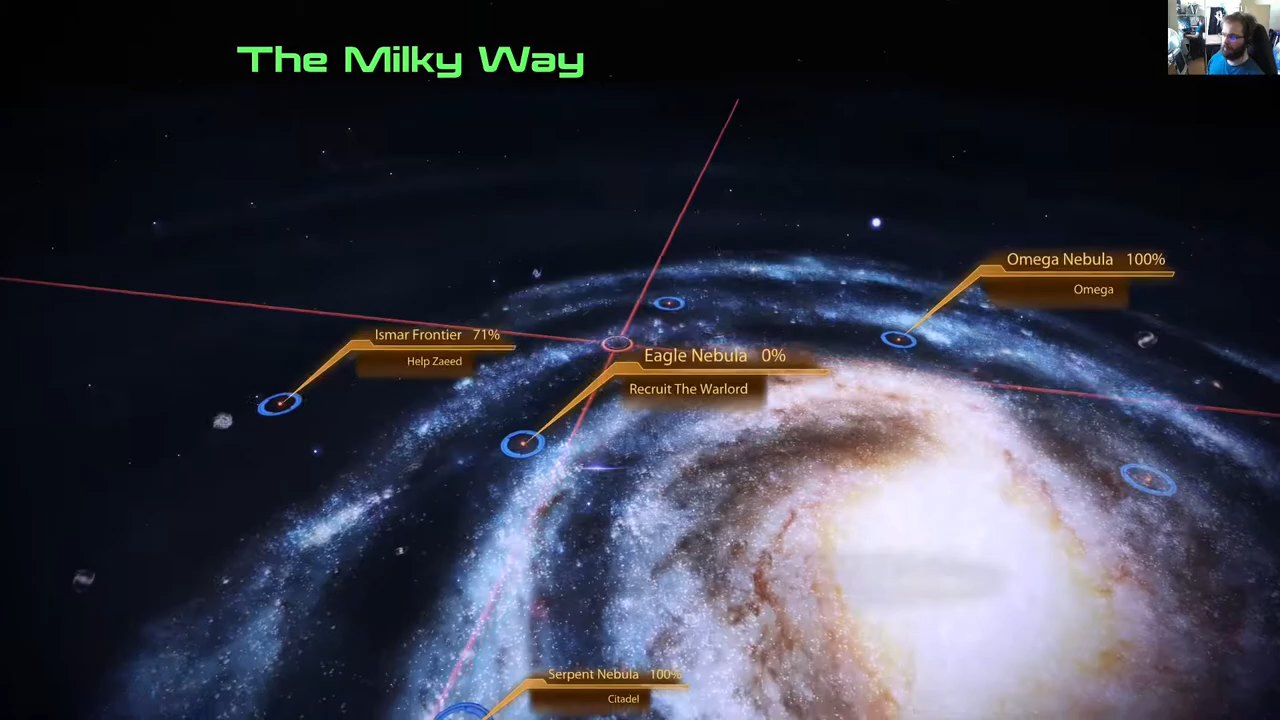 The Milky Way
Omega Nebula 100%
Omega
Ismar Frontier 71%
Help Zaeed
Eagle Nebula 0%
Recruit The Warlord
Serpent Nebula 100%
Citadel